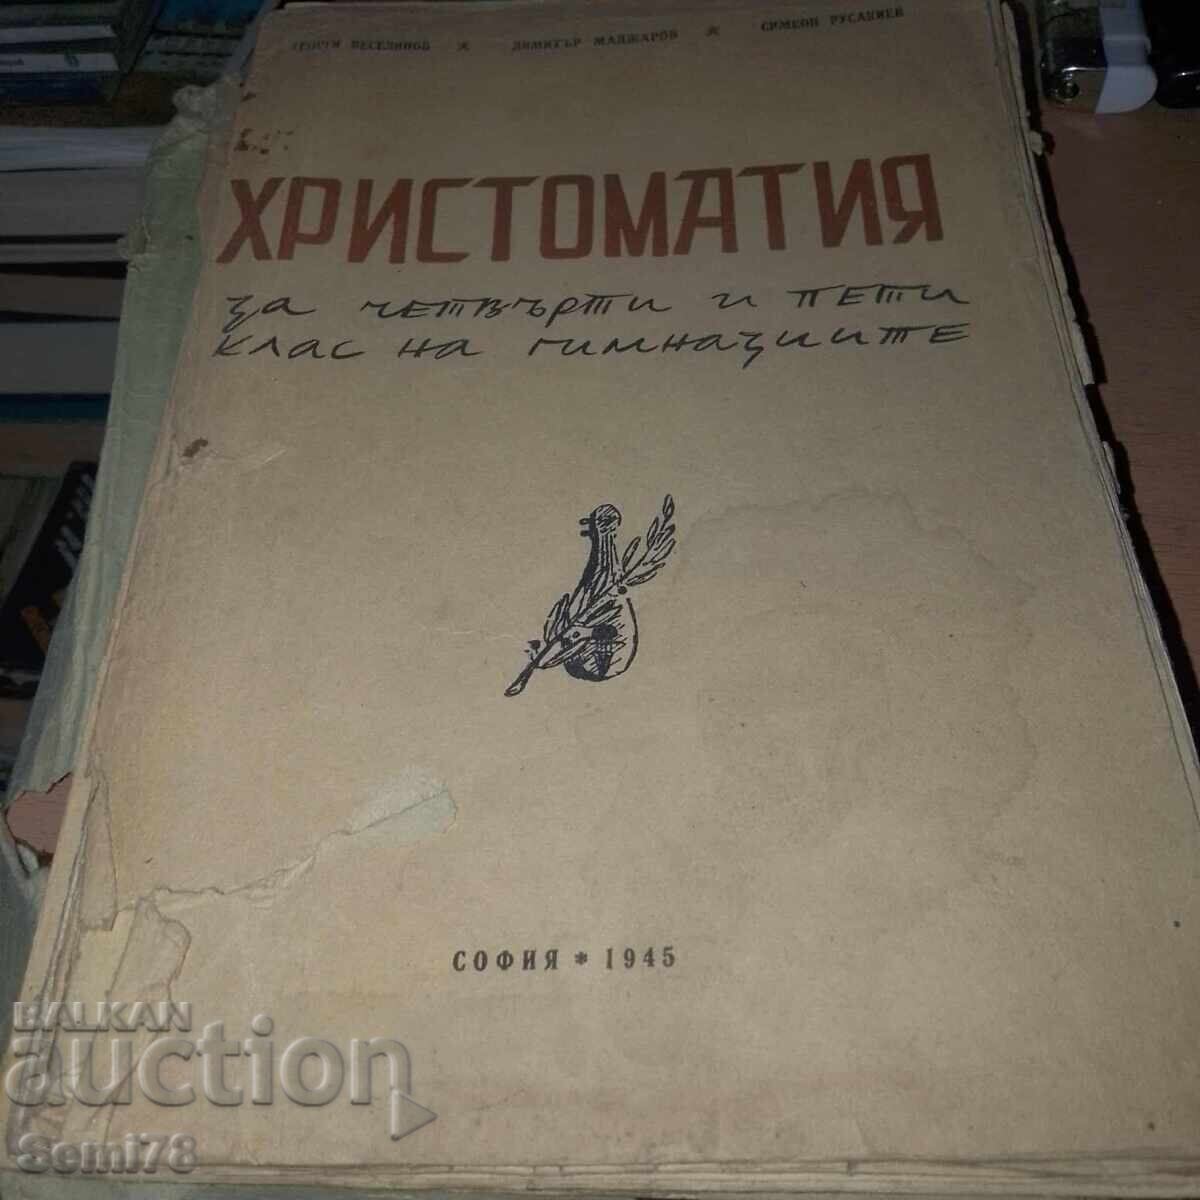 ГЕОРГИ ВЕСЕЛИНОВ * ДИМИТЪР МАДЖАРОВ * СИМЕОН РУСАКИЕВ
ХРИСТОМАТИЯ
за четвърти и пети
клас на гимназиите
СОФИЯ * 1945
BALKAN
auction
Semi78